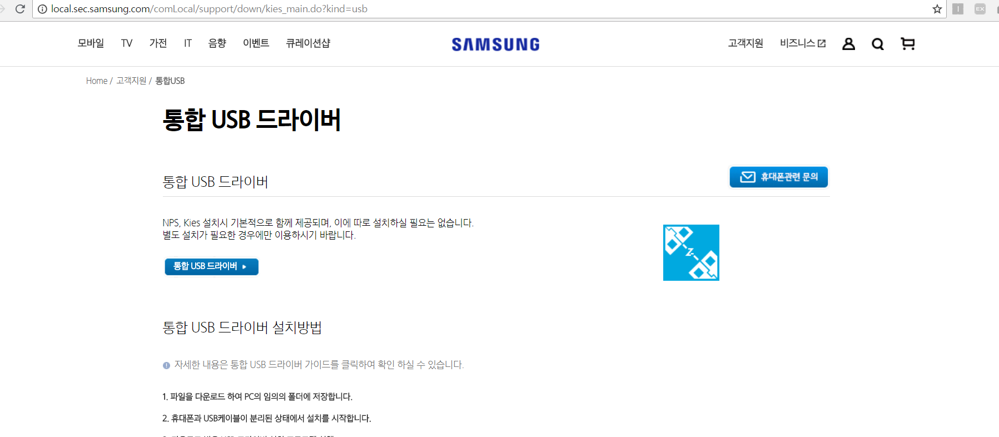 local.sec.samsung.com/comLocal/support/down/kies_main.do?kind=usb
모바일 TV 가전 IT 음향 이벤트 큐레이션샵 SAMSUNG 고객지원 비즈니스
Home / 고객지원 / 통합USB
통합 USB 드라이버
통합 USB 드라이버
휴대폰관련 문의
NPS, Kies 설치시 기본적으로 함께 제공되며, 이에 따로 설치하실 필요는 없습니다.
별도 설치가 필요한 경우에만 이용하시기 바랍니다.
통합 USB 드라이버
통합 USB 드라이버 설치방법
자세한 내용은 통합 USB 드라이버 가이드를 클릭하여 확인 하실 수 있습니다.
1. 파일을 다운로드 하여 PC의 임의의 폴더에 저장합니다.
2. 휴대폰과 USB케이블이 분리된 상태에서 설치를 시작합니다.